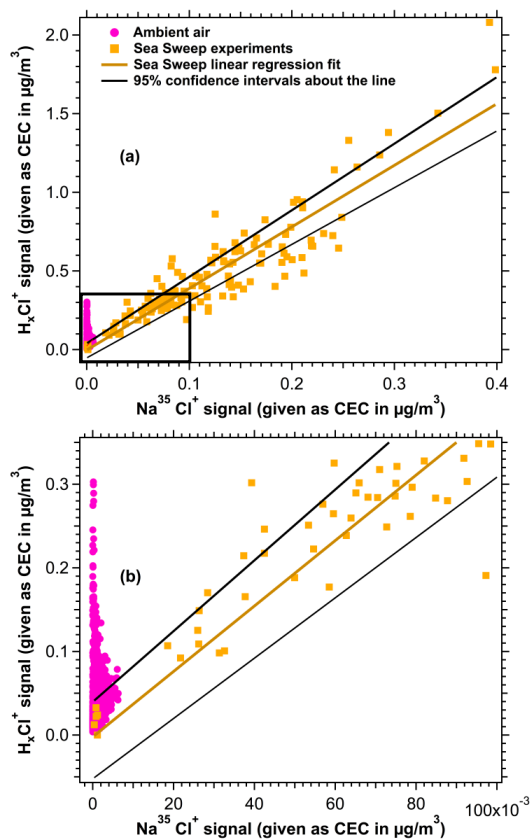 Ambient air
Sea Sweep experiments
Sea Sweep linear regression fit
95% confidence intervals about the line
(a)
2.0
1.5
1.0
0.5
0.0
HₓCl⁺ signal (given as CEC in µg/m³)
0.0 0.1 0.2 0.3 0.4
Na³⁵ Cl⁺ signal (given as CEC in µg/m³)
(b)
0.3
0.2
0.1
0.0
HₓCl⁺ signal (given as CEC in µg/m³)
0 20 40 60 80 100x10⁻³
Na³⁵ Cl⁺ signal (given as CEC in µg/m³)